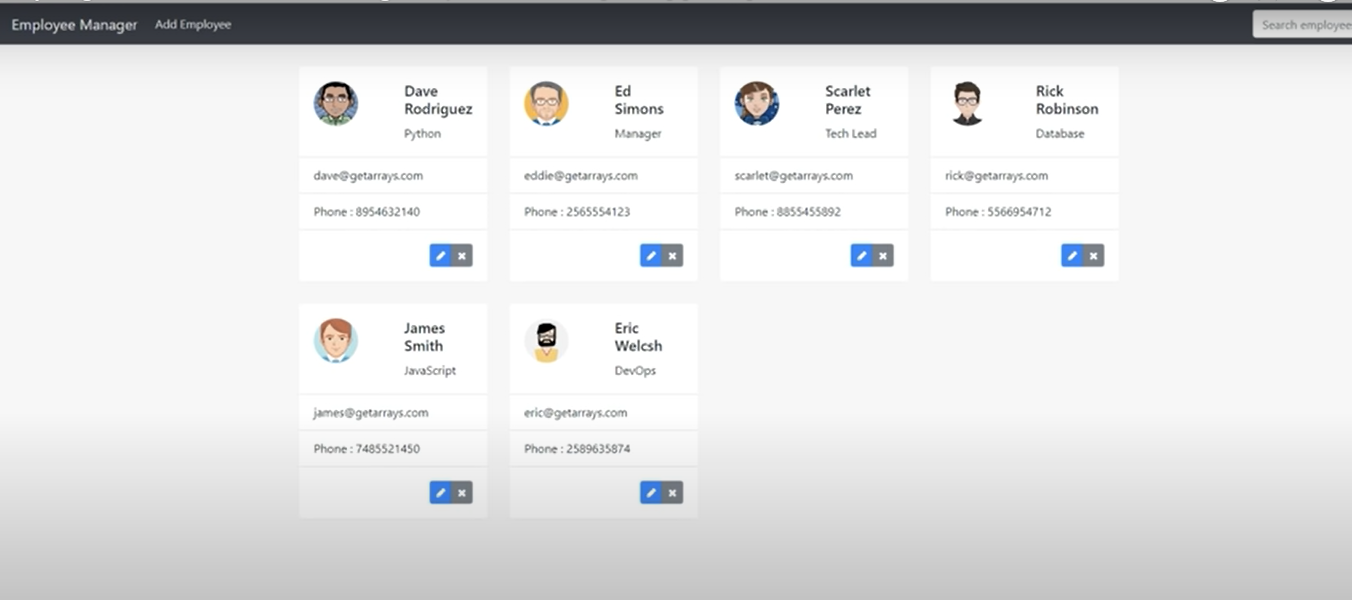 Employee Manager Add Employee Search employee
Dave
Rodriguez
Python
dave@getarrays.com
Phone : 8954632140
Ed
Simons
Manager
eddie@getarrays.com
Phone : 2565554123
Scarlet
Perez
Tech Lead
scarlet@getarrays.com
Phone : 8855455892
Rick
Robinson
Database
rick@getarrays.com
Phone : 5566954712
James
Smith
JavaScript
james@getarrays.com
Phone : 7485521450
Eric
Welcsh
DevOps
eric@getarrays.com
Phone : 2589635874